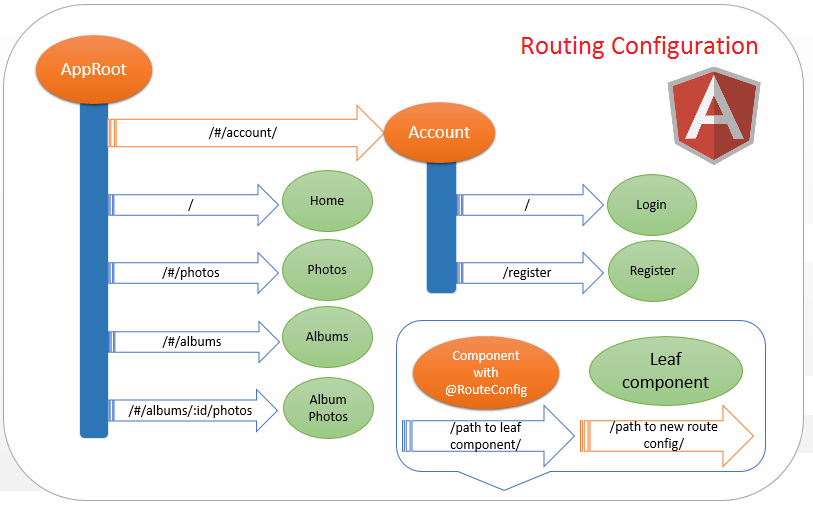 Routing Configuration
AppRoot
A
/#/account/
Account
/
Home
/
Login
/#/photos
Photos
/register
Register
/#/albums
Albums
/#/albums/:id/photos
Album
Photos
Component
with
@RouteConfig
Leaf
component
/path to leaf
component/
/path to new route
config/